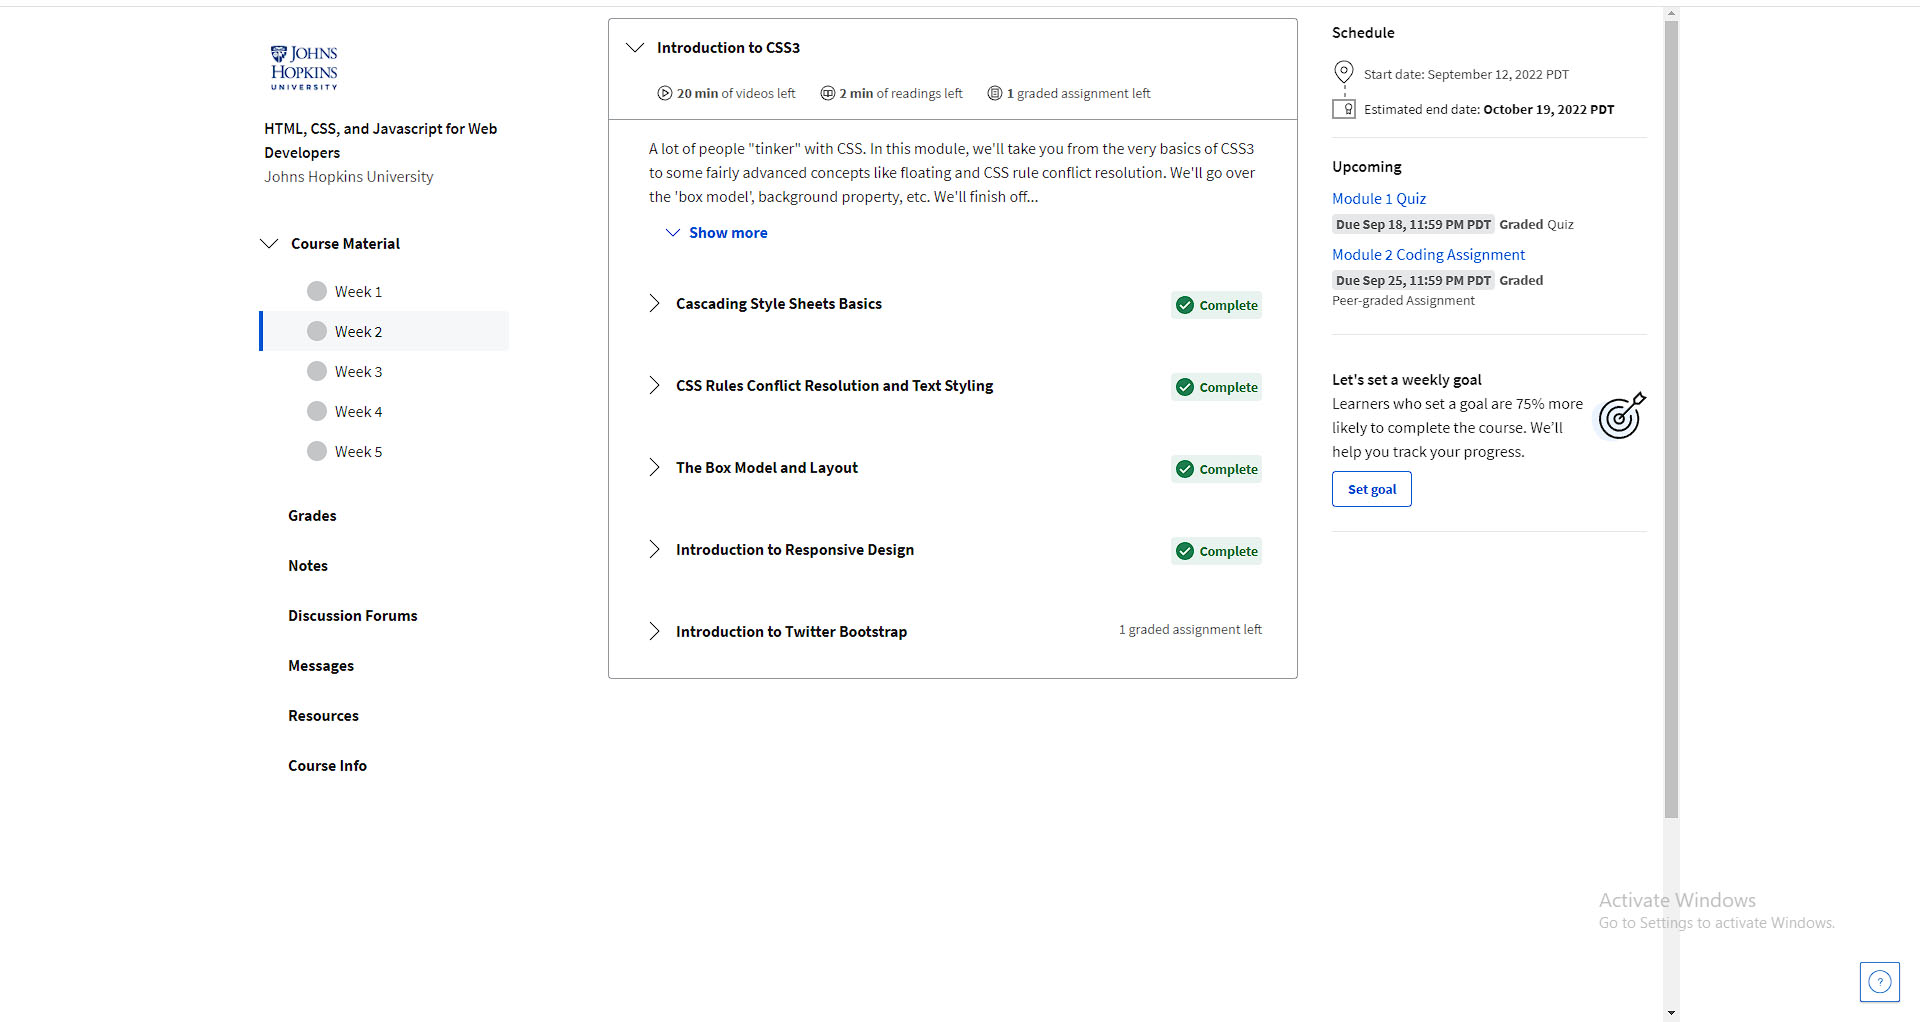 JOHNS
HOPKINS
UNIVERSITY
HTML, CSS, and Javascript for Web
Developers
Johns Hopkins University
Course Material
Week 1
Week 2
Week 3
Week 4
Week 5
Grades
Notes
Discussion Forums
Messages
Resources
Course Info
Introduction to CSS3
20 min of videos left 2 min of readings left 1 graded assignment left
A lot of people "tinker" with CSS. In this module, we'll take you from the very basics of CSS3
to some fairly advanced concepts like floating and CSS rule conflict resolution. We'll go over
the 'box model', background property, etc. We'll finish off...
Show more
Cascading Style Sheets Basics Complete
CSS Rules Conflict Resolution and Text Styling Complete
The Box Model and Layout Complete
Introduction to Responsive Design Complete
Introduction to Twitter Bootstrap 1 graded assignment left
Schedule
Start date: September 12, 2022 PDT
Estimated end date: October 19, 2022 PDT
Upcoming
Module 1 Quiz
Due Sep 18, 11:59 PM PDT Graded Quiz
Module 2 Coding Assignment
Due Sep 25, 11:59 PM PDT Graded
Peer-graded Assignment
Let's set a weekly goal
Learners who set a goal are 75% more
likely to complete the course. We'll
help you track your progress.
Set goal
Activate Windows
Go to Settings to activate Windows.
?